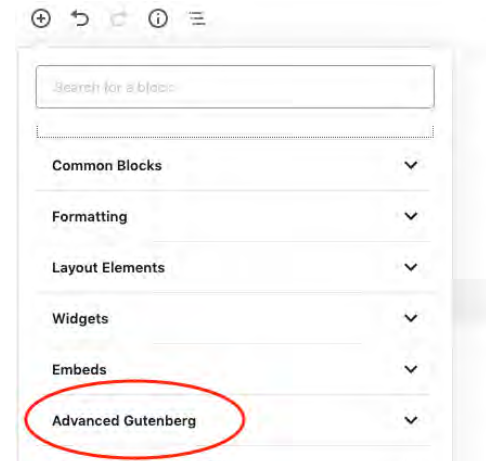 Search for a block
Common Blocks
Formatting
Layout Elements
Widgets
Embeds
Advanced Gutenberg